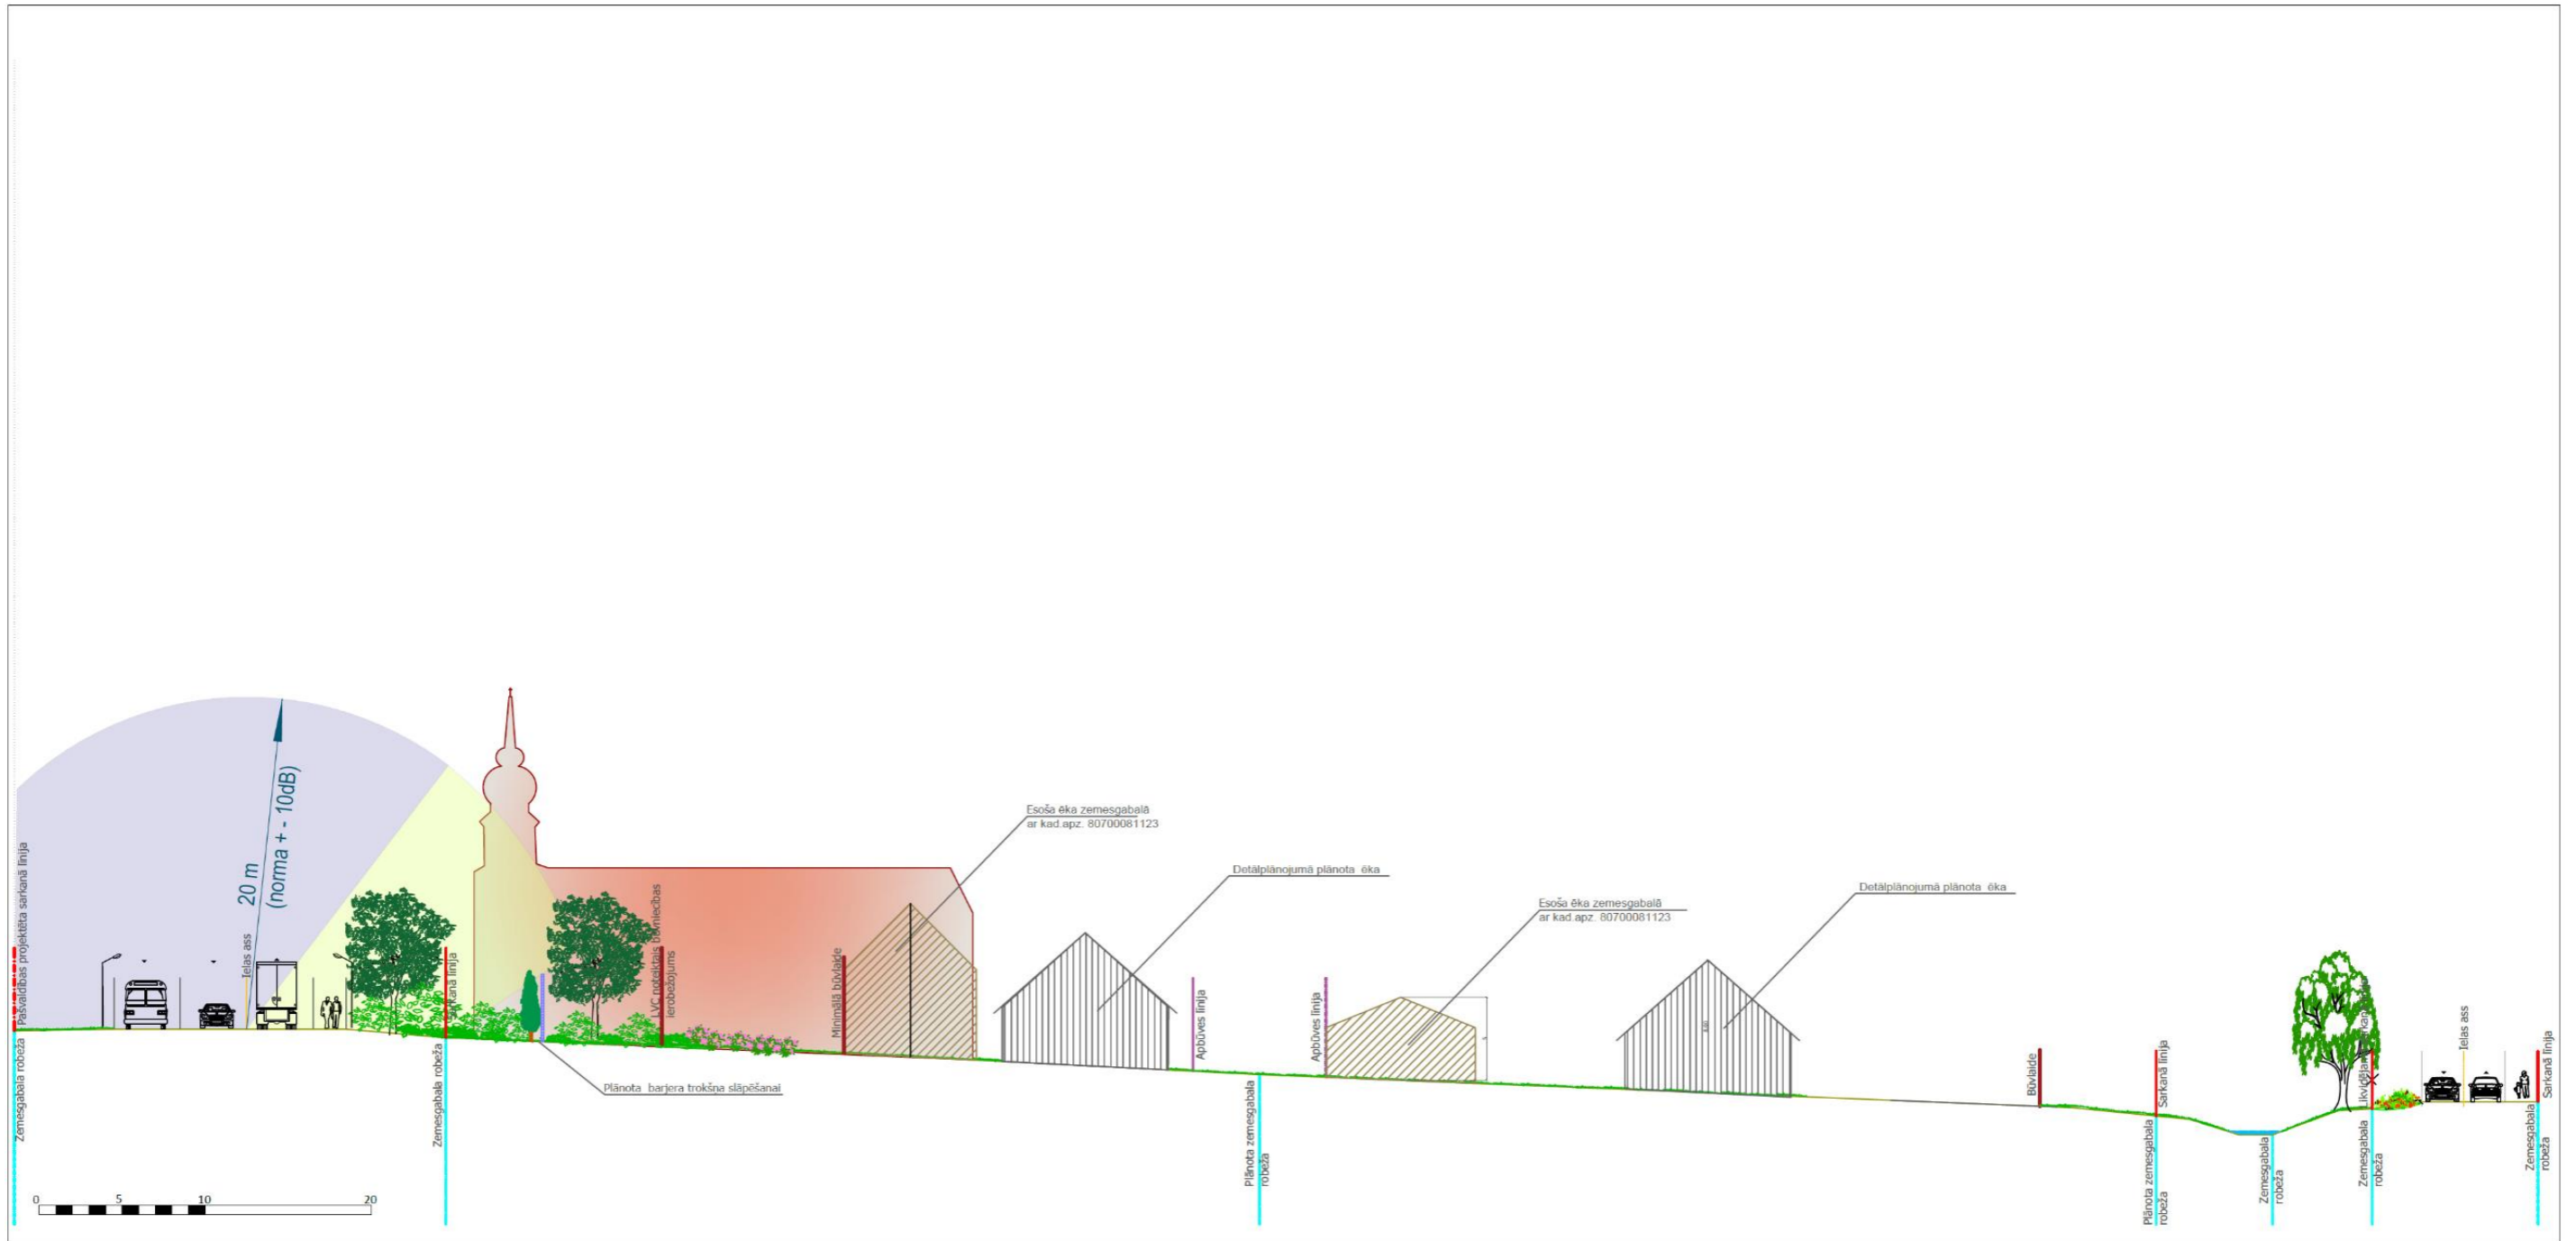 Pašvaldības projektēta sarkanā līnija
Zemesgabala robeža
20 m
(norma + - 10dB)
Ielas ass
Sarkanā līnija
Zemesgabala robeža
Plānota barjera trokšņa slāpēšanai
LVC noteiktais būvniecības
ierobežojums
Minimālā būvlaide
Esoša ēka zemesgabalā
ar kad.apz. 80700081123
Detālplānojumā plānota ēka
Apbūves līnija
Plānota zemesgabala
robeža
Apbūves līnija
Esoša ēka zemesgabalā
ar kad.apz. 80700081123
Detālplānojumā plānota ēka
Būvlaide
Sarkanā līnija
Plānota zemesgabala
robeža
Zemesgabala
robeža
Zemesgabala
robeža
Ielas ass
Sarkanā līnija
Zemesgabala
robeža
0 5 10 20